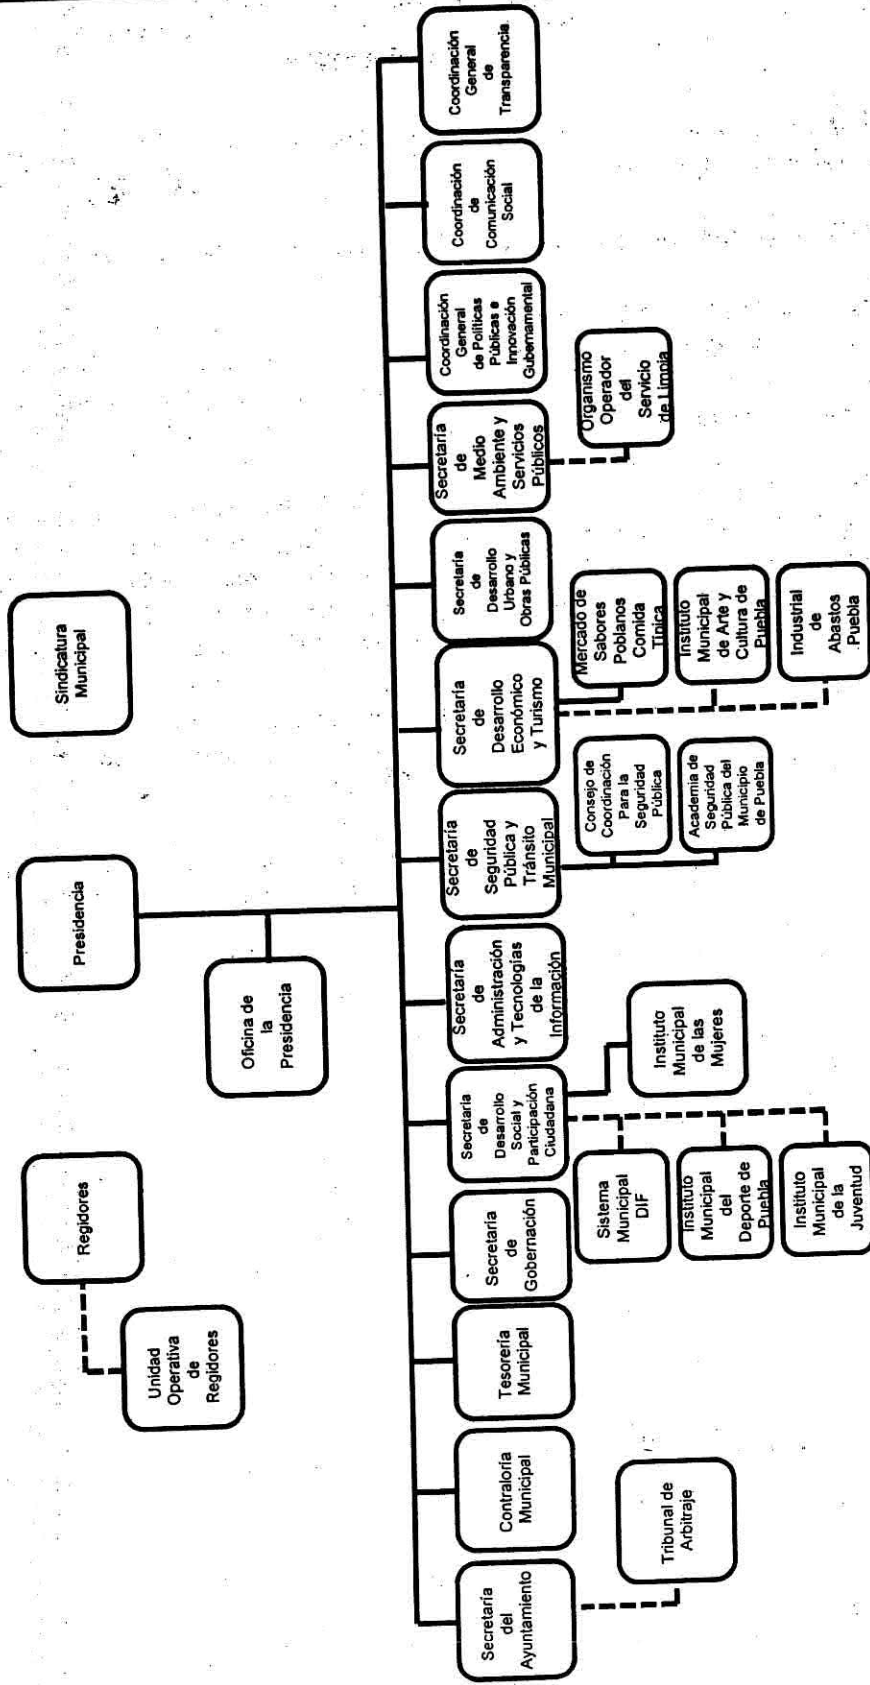 Regidores
Presidencia
Sindicatura
Municipal
Unidad
Operativa
de
Regidores
Oficina de
la
Presidencia
Secretaría
del
Ayuntamiento
Contraloría
Municipal
Tesorería
Municipal
Secretaria
de
Gobernación
Secretaria
de
Desarrollo
Social y
Participación
Ciudadana
Secretaría
de
Administración
y Tecnologías
de la
Información
Secretaría
de
Seguridad
Pública y
Tránsito
Municipal
Secretaría
de
Desarrollo
Económico
y Turismo
Secretaría
de
Desarrollo
Urbano y
Obras Públicas
Secretaría
de
Medio
Ambiente y
Servicios
Públicos
Coordinación
General
de Políticas
Públicas e
Innovación
Gubernamental
Coordinación
de
Comunicación
Social
Coordinación
General
de
Transparencia
Tribunal de
Arbitraje
Sistema
Municipal
DIF
Instituto
Municipal
del
Deporte de
Puebla
Instituto
Municipal
de la
Juventud
Instituto
Municipal
de las
Mujeres
Consejo de
Coordinación
Para la
Seguridad
Pública
Academia de
Seguridad
Pública del
Municipio
de Puebla
Mercado de
Sabores
Poblanos
Comida
Típica
Instituto
Municipal
de Arte y
Cultura de
Puebla
Industrial
de
Abastos
Puebla
Organismo
Operador
del
Servicio
de Limpia